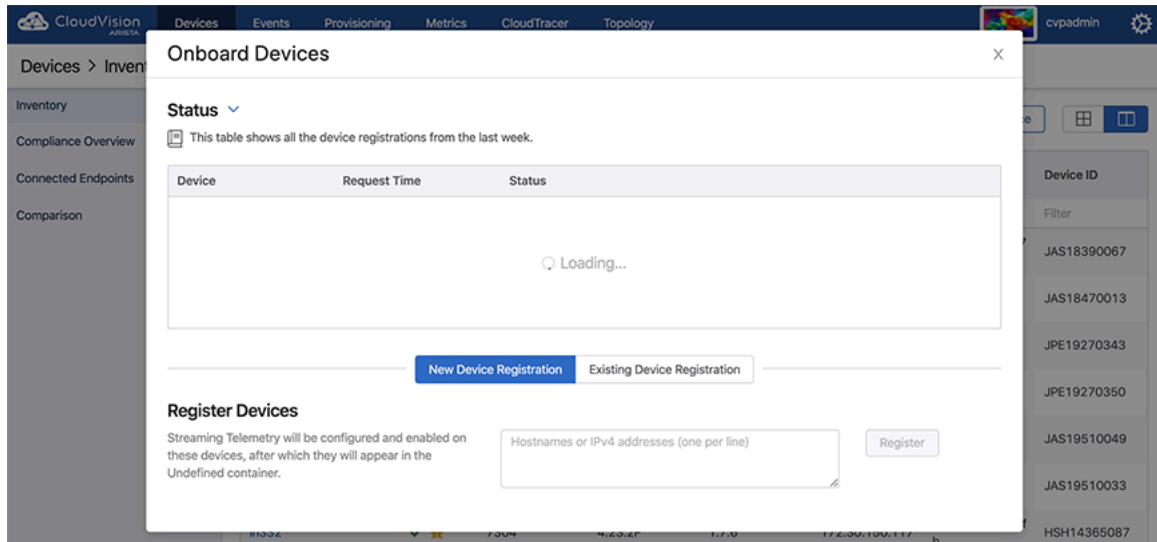 CloudVision
ARISTA
Devices
Events
Provisioning
Metrics
CloudTracer
Topology
cvpadmin
Devices > Inven
Onboard Devices
X
Inventory
Compliance Overview
Connected Endpoints
Comparison
Status
This table shows all the device registrations from the last week.
Device
Request Time
Status
Loading...
New Device Registration
Existing Device Registration
Register Devices
Streaming Telemetry will be configured and enabled on
these devices, after which they will appear in the
Undefined container.
Hostnames or IPv4 addresses (one per line)
Register
Device ID
Filter
JAS18390067
JAS18470013
JPE19270343
JPE19270350
JAS19510049
JAS19510033
HSH14365087